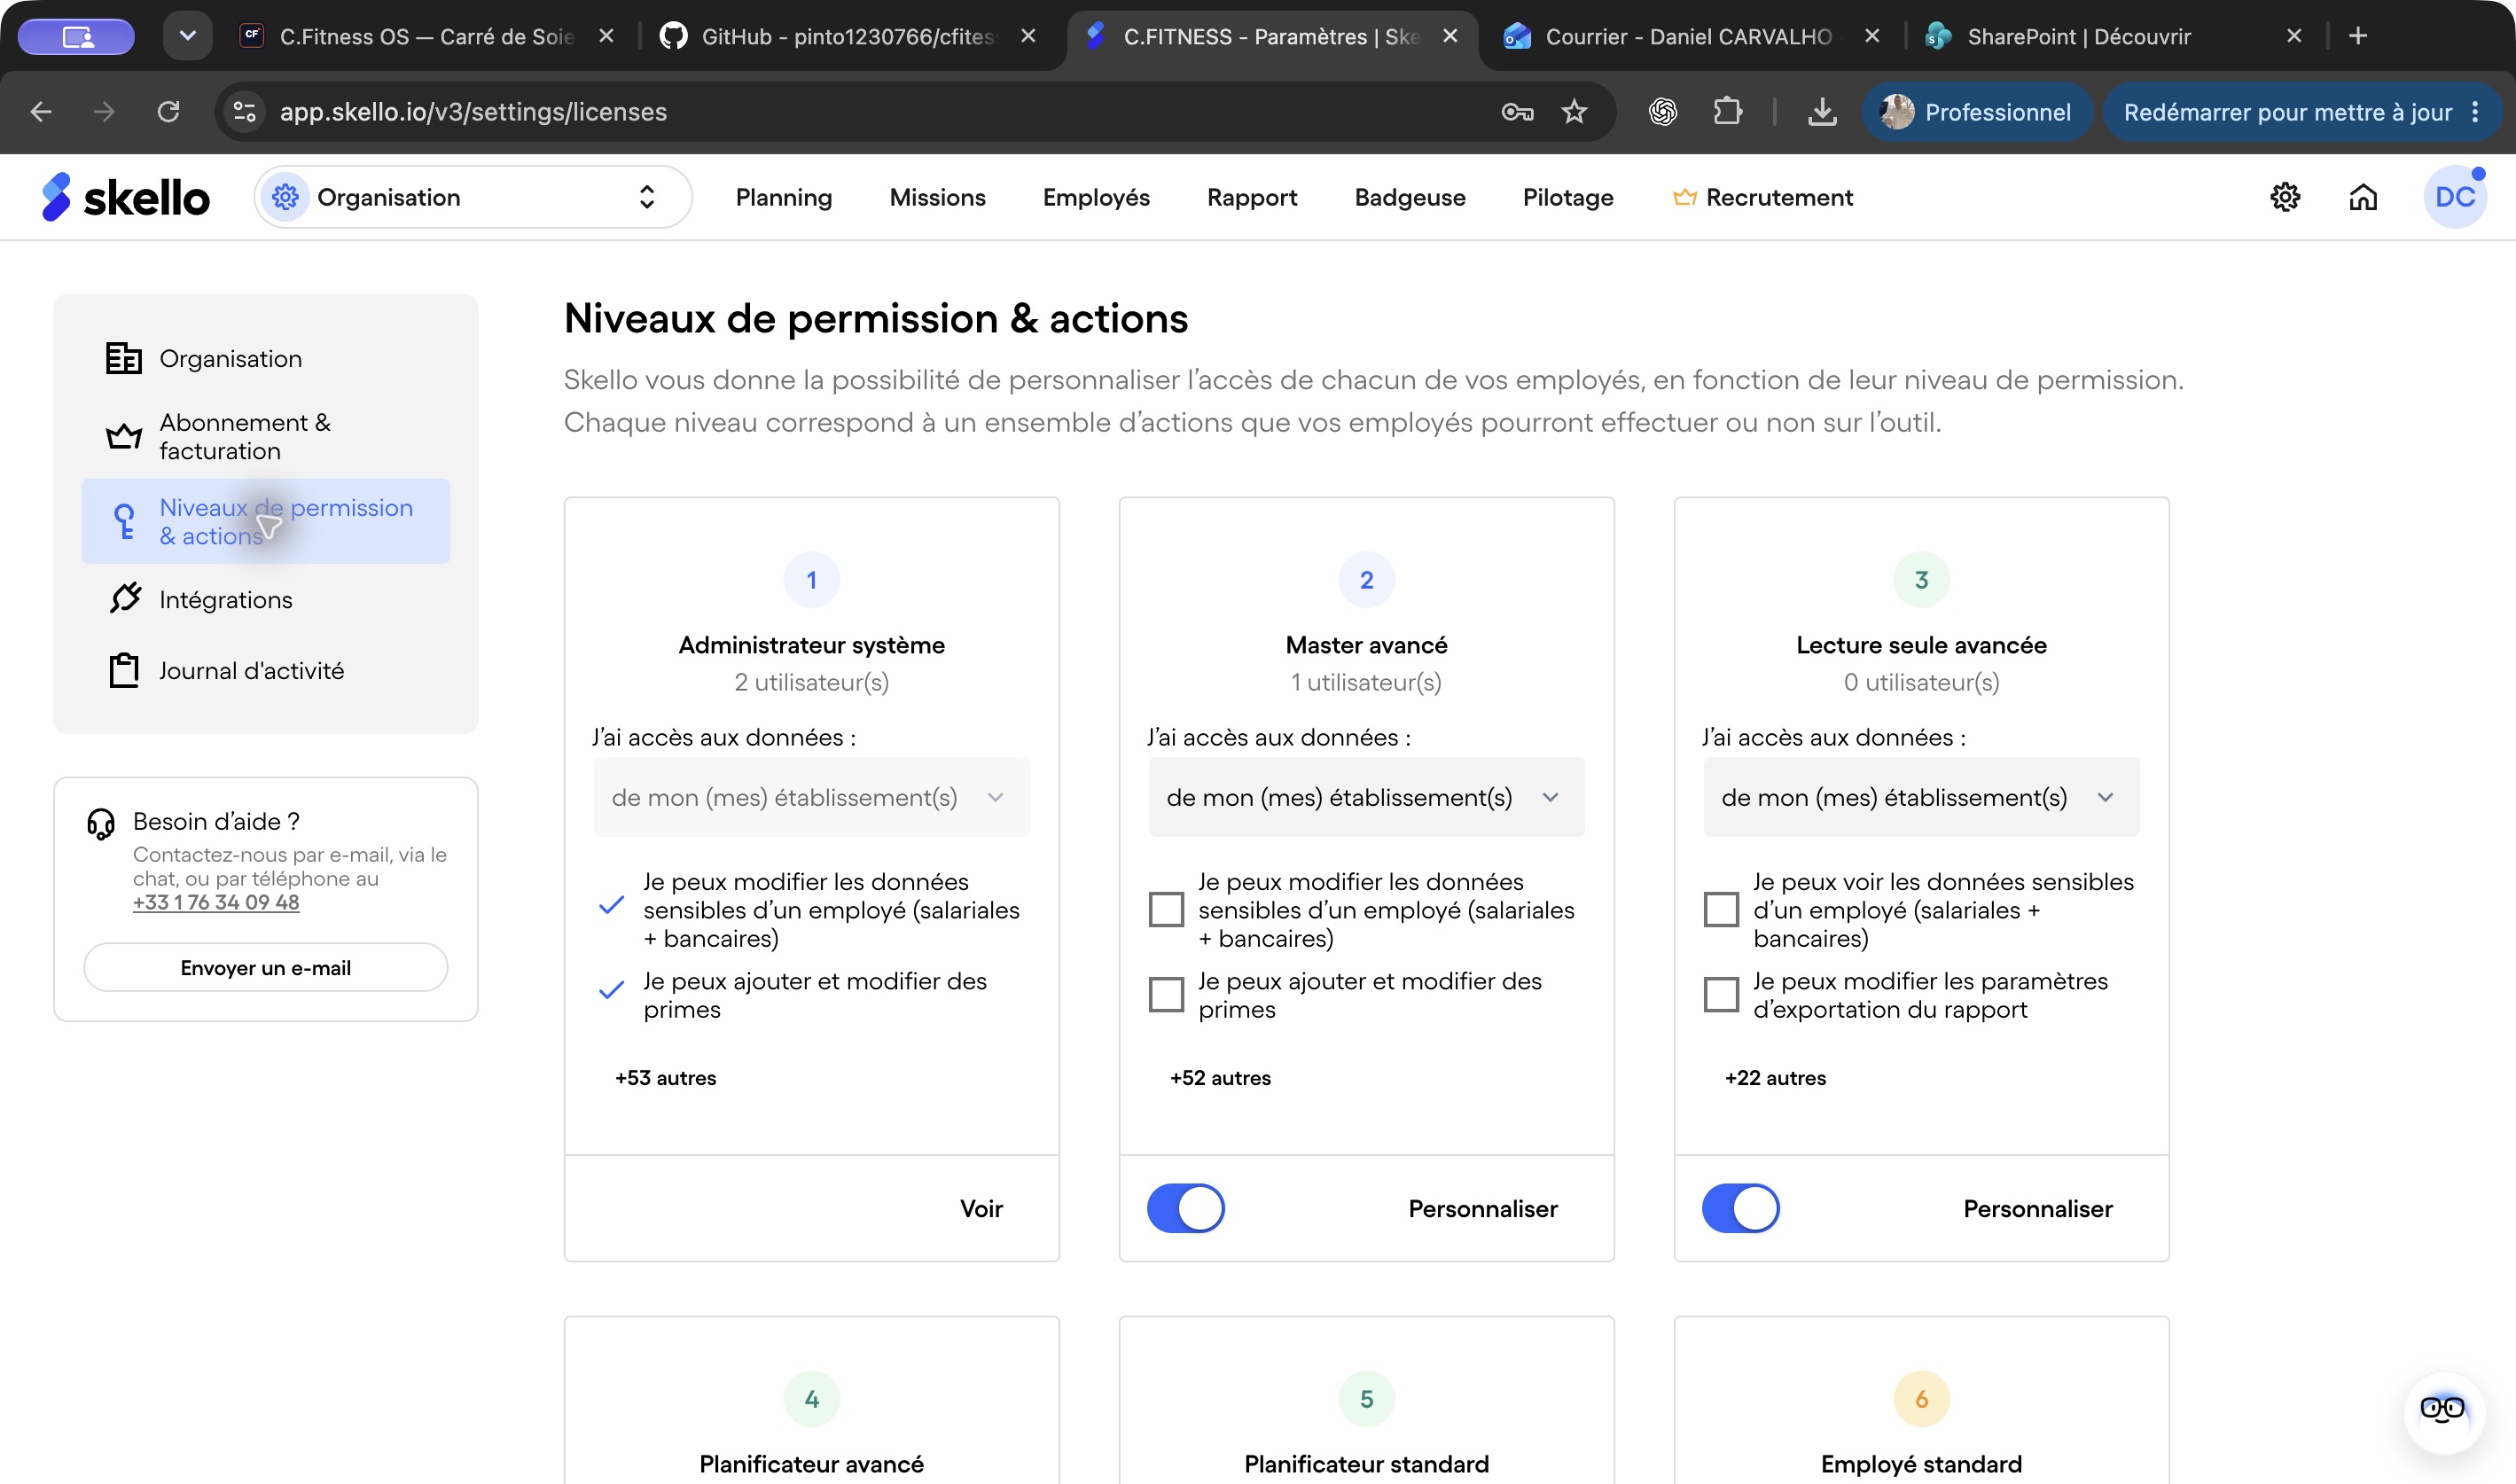 C.Fitness OS — Carré de Soie
GitHub - pinto1230766/cfites
C.FITNESS - Paramètres | Ske
Courrier - Daniel CARVALHO
SharePoint | Découvrir
app.skello.io/v3/settings/licenses
Professionnel
Redémarrer pour mettre à jour
skello
Organisation
Planning
Missions
Employés
Rapport
Badgeuse
Pilotage
Recrutement
DC
Organisation
Abonnement &
facturation
Niveaux de permission
& actions
Intégrations
Journal d'activité
Besoin d’aide ?
Contactez-nous par e-mail, via le
chat, ou par téléphone au
+33 1 76 34 09 48
Envoyer un e-mail
Niveaux de permission & actions
Skello vous donne la possibilité de personnaliser l’accès de chacun de vos employés, en fonction de leur niveau de permission.
Chaque niveau correspond à un ensemble d’actions que vos employés pourront effectuer ou non sur l’outil.
1
Administrateur système
2 utilisateur(s)
J’ai accès aux données :
de mon (mes) établissement(s)
Je peux modifier les données
sensibles d’un employé (salariales
+ bancaires)
Je peux ajouter et modifier des
primes
+53 autres
Voir
2
Master avancé
1 utilisateur(s)
J’ai accès aux données :
de mon (mes) établissement(s)
Je peux modifier les données
sensibles d’un employé (salariales
+ bancaires)
Je peux ajouter et modifier des
primes
+52 autres
Personnaliser
3
Lecture seule avancée
0 utilisateur(s)
J’ai accès aux données :
de mon (mes) établissement(s)
Je peux voir les données sensibles
d’un employé (salariales +
bancaires)
Je peux modifier les paramètres
d’exportation du rapport
+22 autres
Personnaliser
4
Planificateur avancé
5
Planificateur standard
6
Employé standard